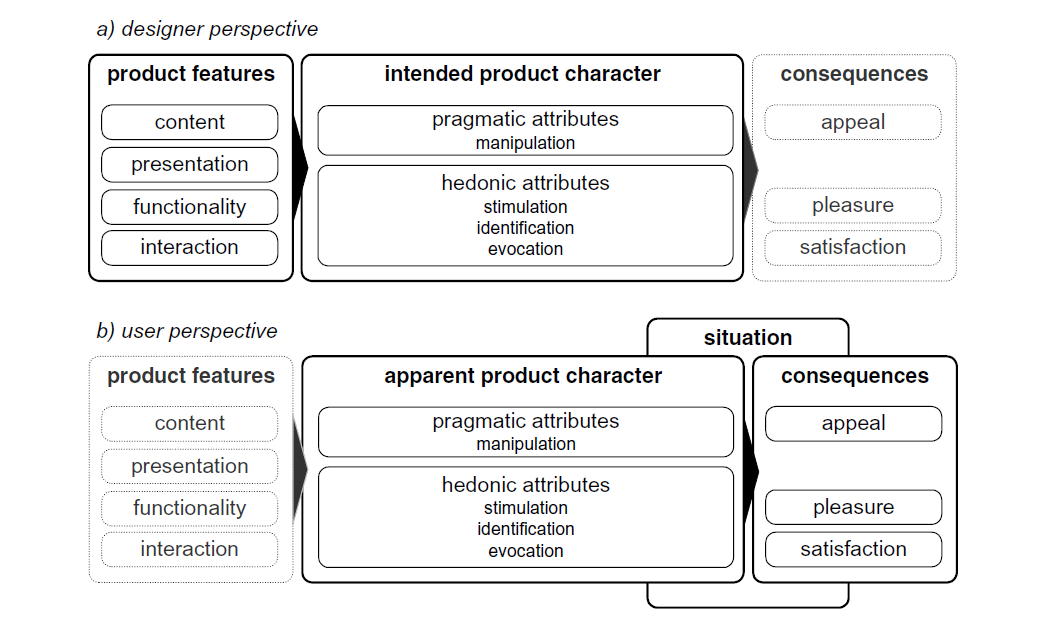 a) designer perspective
product features
content
presentation
functionality
interaction
intended product character
pragmatic attributes
manipulation
hedonic attributes
stimulation
identification
evocation
consequences
appeal
pleasure
satisfaction
b) user perspective
situation
product features
content
presentation
functionality
interaction
apparent product character
pragmatic attributes
manipulation
hedonic attributes
stimulation
identification
evocation
consequences
appeal
pleasure
satisfaction